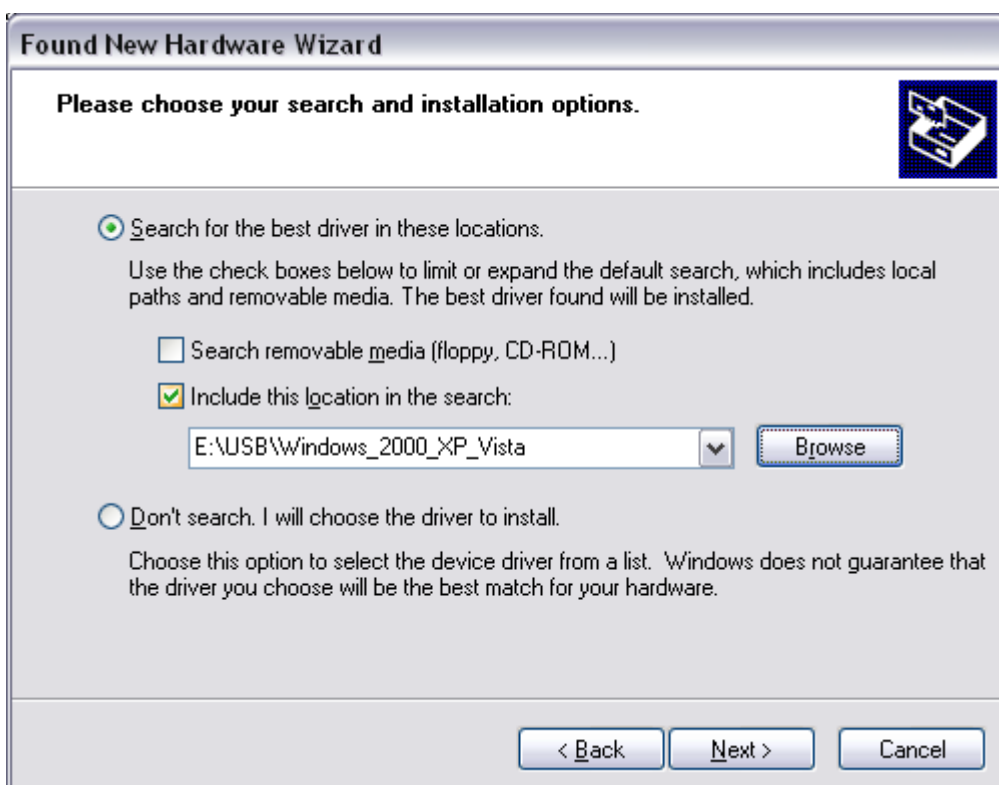 Found New Hardware Wizard
Please choose your search and installation options.
Search for the best driver in these locations.
Use the check boxes below to limit or expand the default search, which includes local
paths and removable media. The best driver found will be installed.
Search removable media (floppy, CD-ROM...)
Include this location in the search:
E:\USB\Windows_2000_XP_Vista
Browse
Don't search. I will choose the driver to install.
Choose this option to select the device driver from a list. Windows does not guarantee that
the driver you choose will be the best match for your hardware.
< Back
Next >
Cancel